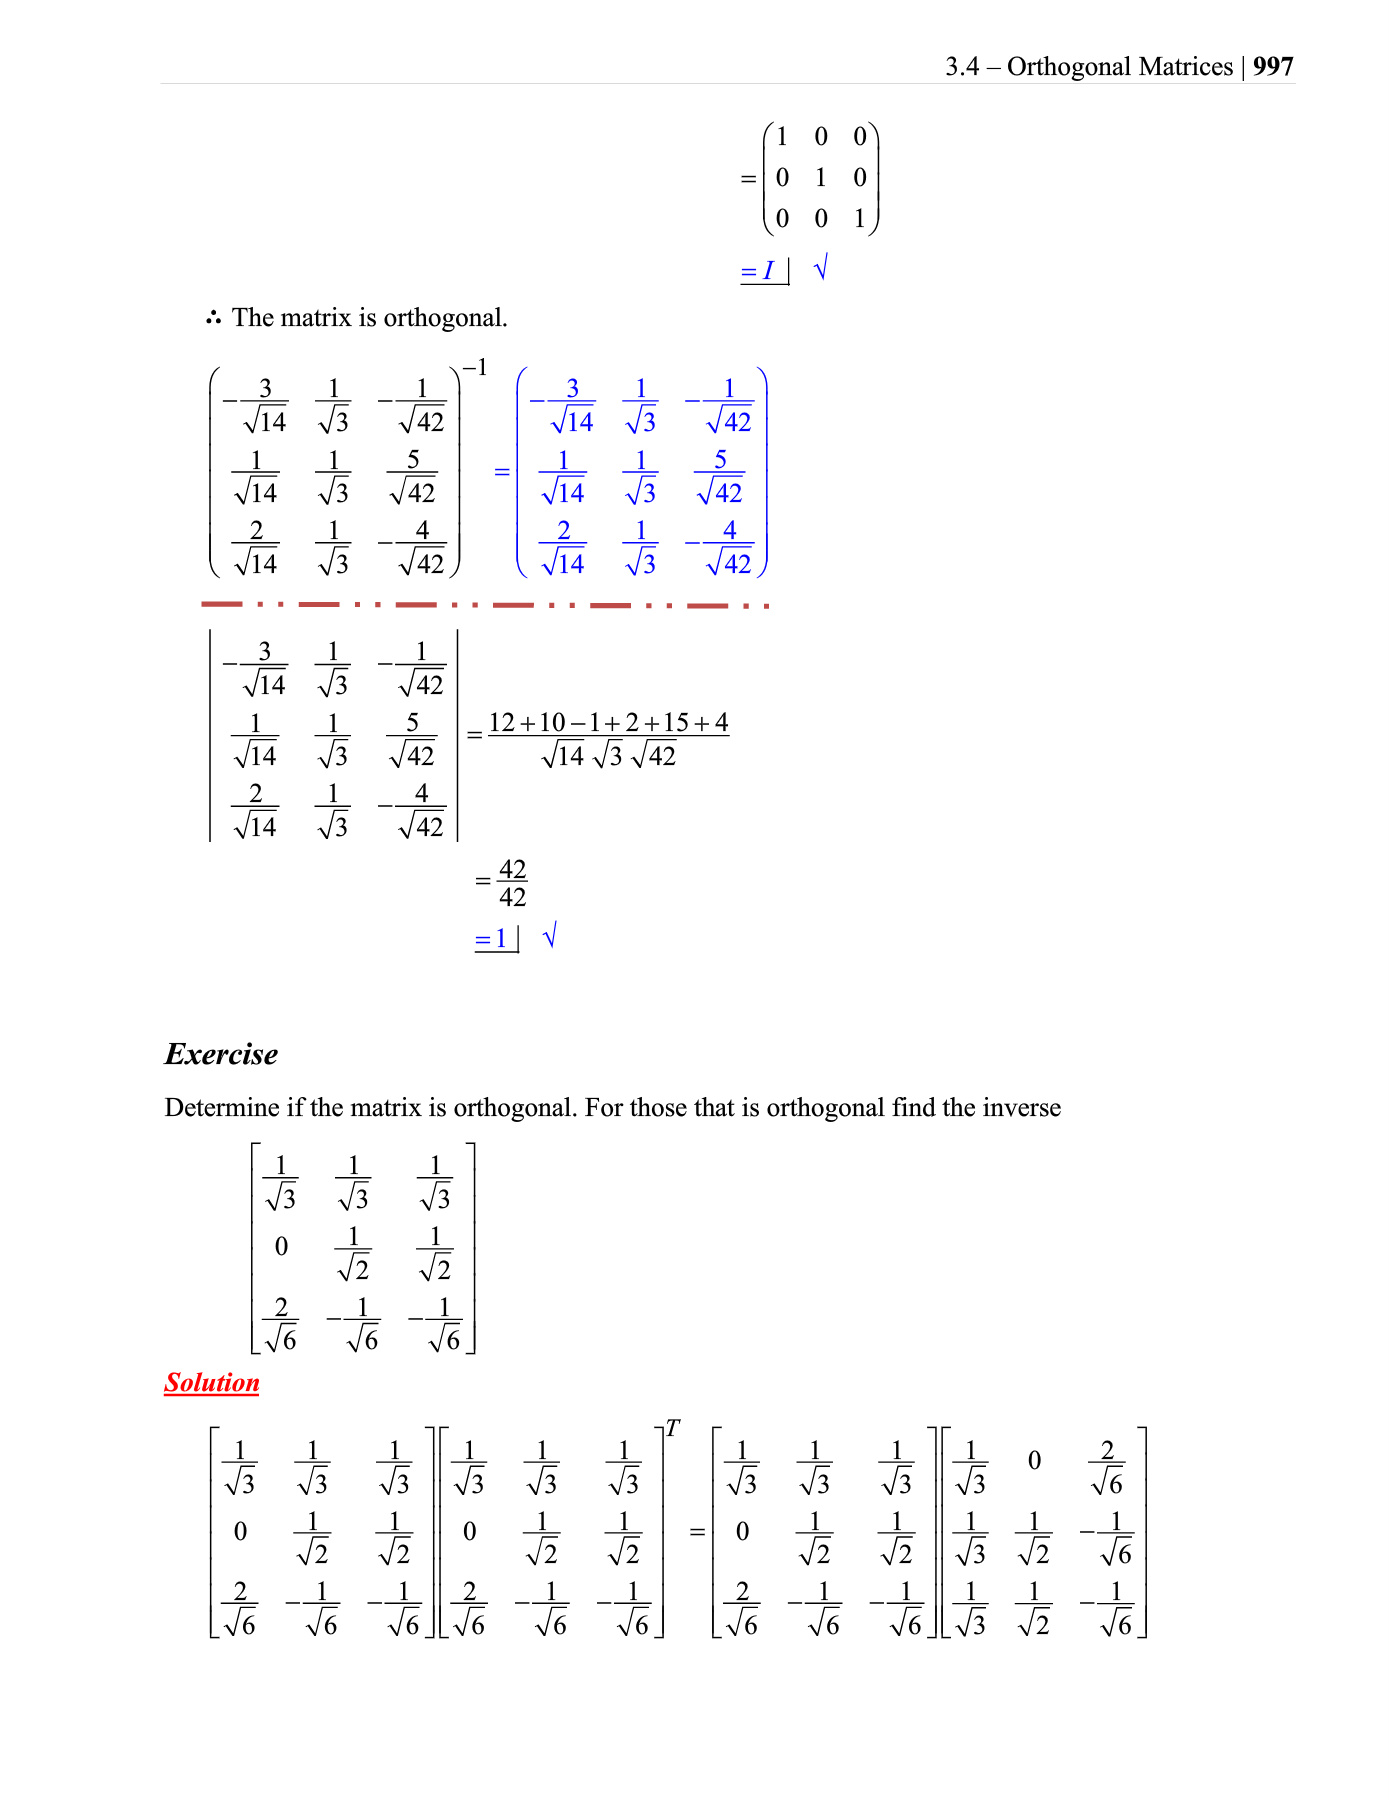 3.4 – Orthogonal Matrices | 997
= \begin{pmatrix} 1 & 0 & 0 \\ 0 & 1 & 0 \\ 0 & 0 & 1 \end{pmatrix}
= I | √
∴ The matrix is orthogonal.
\begin{pmatrix} -\frac{3}{\sqrt{14}} & \frac{1}{\sqrt{3}} & -\frac{1}{\sqrt{42}} \\ \frac{1}{\sqrt{14}} & \frac{1}{\sqrt{3}} & \frac{5}{\sqrt{42}} \\ \frac{2}{\sqrt{14}} & \frac{1}{\sqrt{3}} & -\frac{4}{\sqrt{42}} \end{pmatrix}^{-1} = \begin{pmatrix} -\frac{3}{\sqrt{14}} & \frac{1}{\sqrt{3}} & -\frac{1}{\sqrt{42}} \\ \frac{1}{\sqrt{14}} & \frac{1}{\sqrt{3}} & \frac{5}{\sqrt{42}} \\ \frac{2}{\sqrt{14}} & \frac{1}{\sqrt{3}} & -\frac{4}{\sqrt{42}} \end{pmatrix}
\begin{vmatrix} -\frac{3}{\sqrt{14}} & \frac{1}{\sqrt{3}} & -\frac{1}{\sqrt{42}} \\ \frac{1}{\sqrt{14}} & \frac{1}{\sqrt{3}} & \frac{5}{\sqrt{42}} \\ \frac{2}{\sqrt{14}} & \frac{1}{\sqrt{3}} & -\frac{4}{\sqrt{42}} \end{vmatrix} = \frac{12+10-1+2+15+4}{\sqrt{14}\sqrt{3}\sqrt{42}}
= \frac{42}{42}
= 1 | √
Exercise
Determine if the matrix is orthogonal. For those that is orthogonal find the inverse
\begin{bmatrix} \frac{1}{\sqrt{3}} & \frac{1}{\sqrt{3}} & \frac{1}{\sqrt{3}} \\ 0 & \frac{1}{\sqrt{2}} & \frac{1}{\sqrt{2}} \\ \frac{2}{\sqrt{6}} & -\frac{1}{\sqrt{6}} & -\frac{1}{\sqrt{6}} \end{bmatrix}
Solution
\begin{bmatrix} \frac{1}{\sqrt{3}} & \frac{1}{\sqrt{3}} & \frac{1}{\sqrt{3}} \\ 0 & \frac{1}{\sqrt{2}} & \frac{1}{\sqrt{2}} \\ \frac{2}{\sqrt{6}} & -\frac{1}{\sqrt{6}} & -\frac{1}{\sqrt{6}} \end{bmatrix} \begin{bmatrix} \frac{1}{\sqrt{3}} & \frac{1}{\sqrt{3}} & \frac{1}{\sqrt{3}} \\ 0 & \frac{1}{\sqrt{2}} & \frac{1}{\sqrt{2}} \\ \frac{2}{\sqrt{6}} & -\frac{1}{\sqrt{6}} & -\frac{1}{\sqrt{6}} \end{bmatrix}^T = \begin{bmatrix} \frac{1}{\sqrt{3}} & \frac{1}{\sqrt{3}} & \frac{1}{\sqrt{3}} \\ 0 & \frac{1}{\sqrt{2}} & \frac{1}{\sqrt{2}} \\ \frac{2}{\sqrt{6}} & -\frac{1}{\sqrt{6}} & -\frac{1}{\sqrt{6}} \end{bmatrix} \begin{bmatrix} \frac{1}{\sqrt{3}} & 0 & \frac{2}{\sqrt{6}} \\ \frac{1}{\sqrt{3}} & \frac{1}{\sqrt{2}} & -\frac{1}{\sqrt{6}} \\ \frac{1}{\sqrt{3}} & \frac{1}{\sqrt{2}} & -\frac{1}{\sqrt{6}} \end{bmatrix}